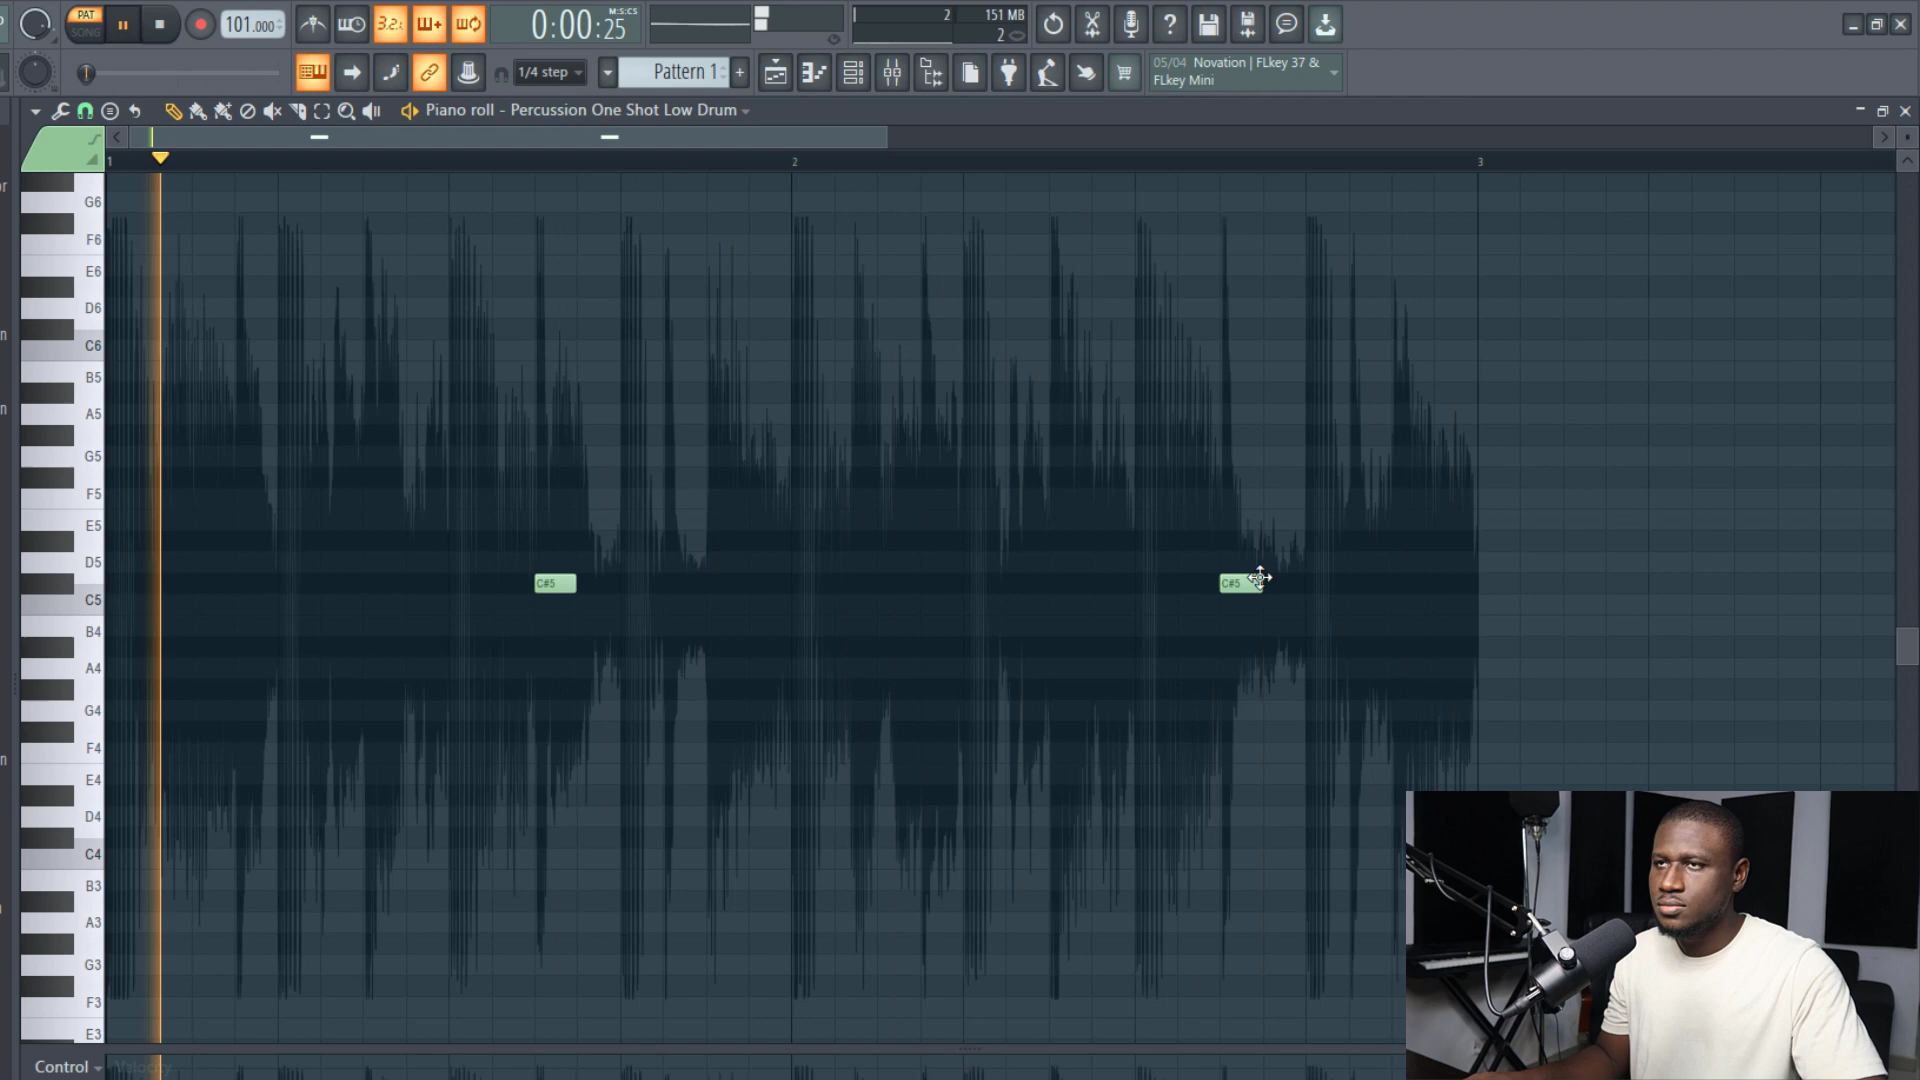 PAT
SONG
101.000
3.2.
0:00:25
M:S:CS
2
151 MB
2
1/4 step
Pattern 1
+
05/04 Novation | FLkey 37 &
FLkey Mini
Piano roll - Percussion One Shot Low Drum
1
2
3
G6
F6
E6
D6
C6
B5
A5
G5
F5
E5
D5
C#5
C#5
C5
B4
A4
G4
F4
E4
D4
C4
B3
A3
G3
F3
E3
Control
Velocity